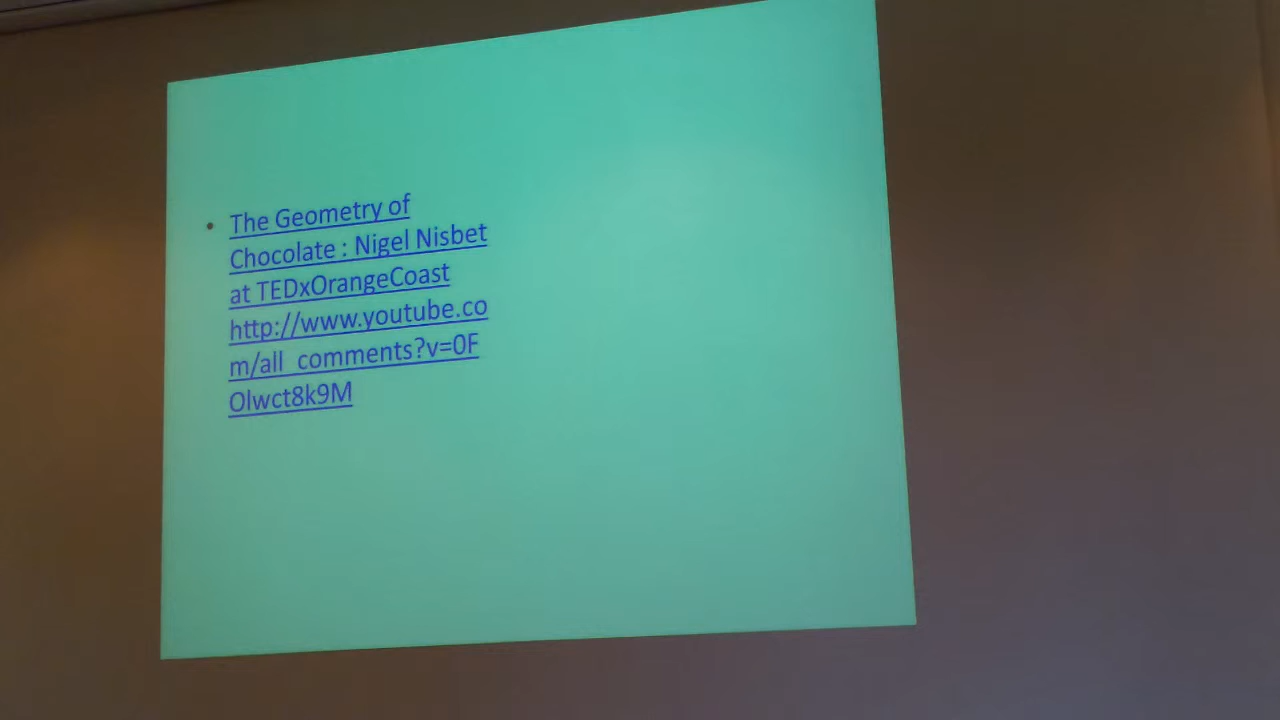 • The Geometry of
Chocolate : Nigel Nisbet
at TEDxOrangeCoast
http://www.youtube.co
m/all_comments?v=0F
Olwct8k9M